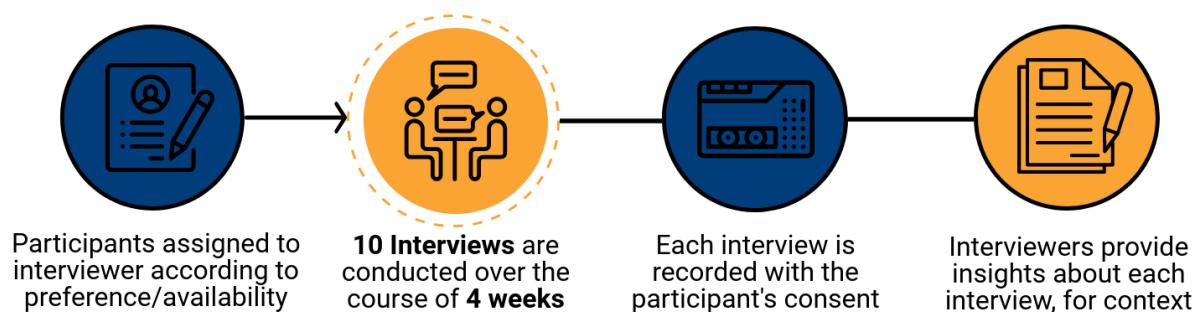 Participants assigned to
interviewer according to
preference/availability
10 Interviews are
conducted over the
course of 4 weeks
Each interview is
recorded with the
participant's consent
Interviewers provide
insights about each
interview, for context